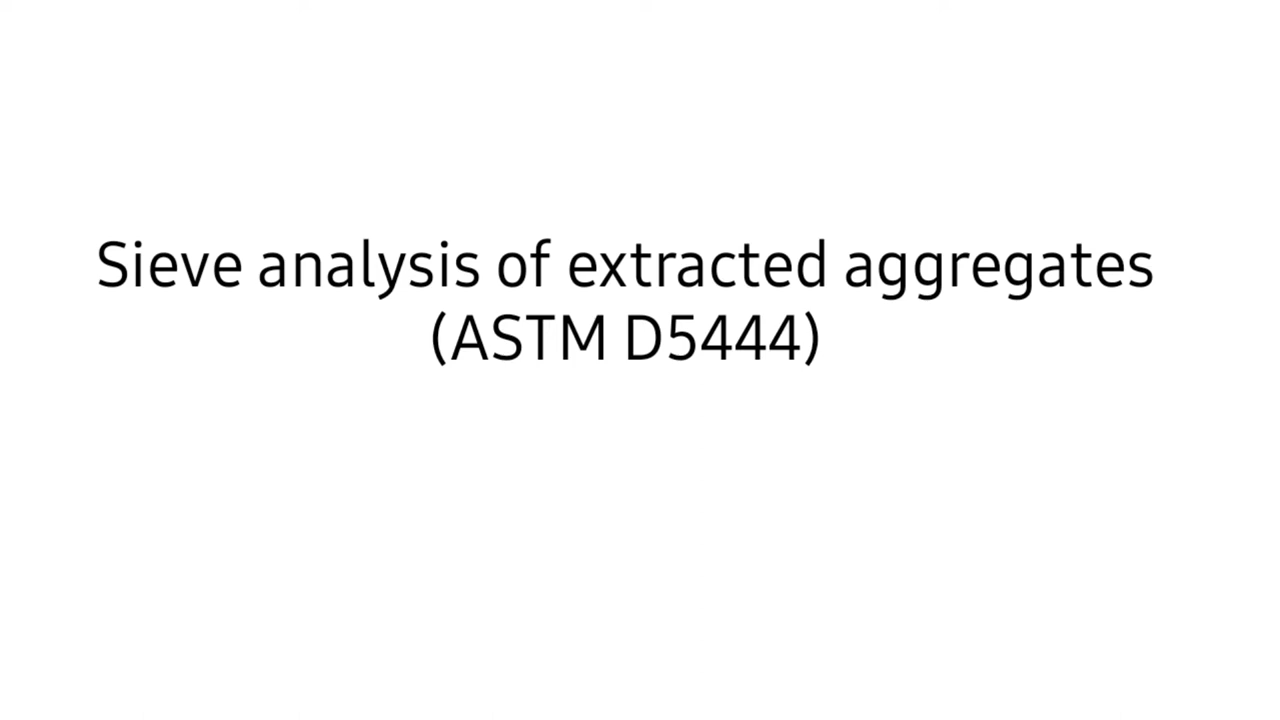 Sieve analysis of extracted aggregates
(ASTM D5444)